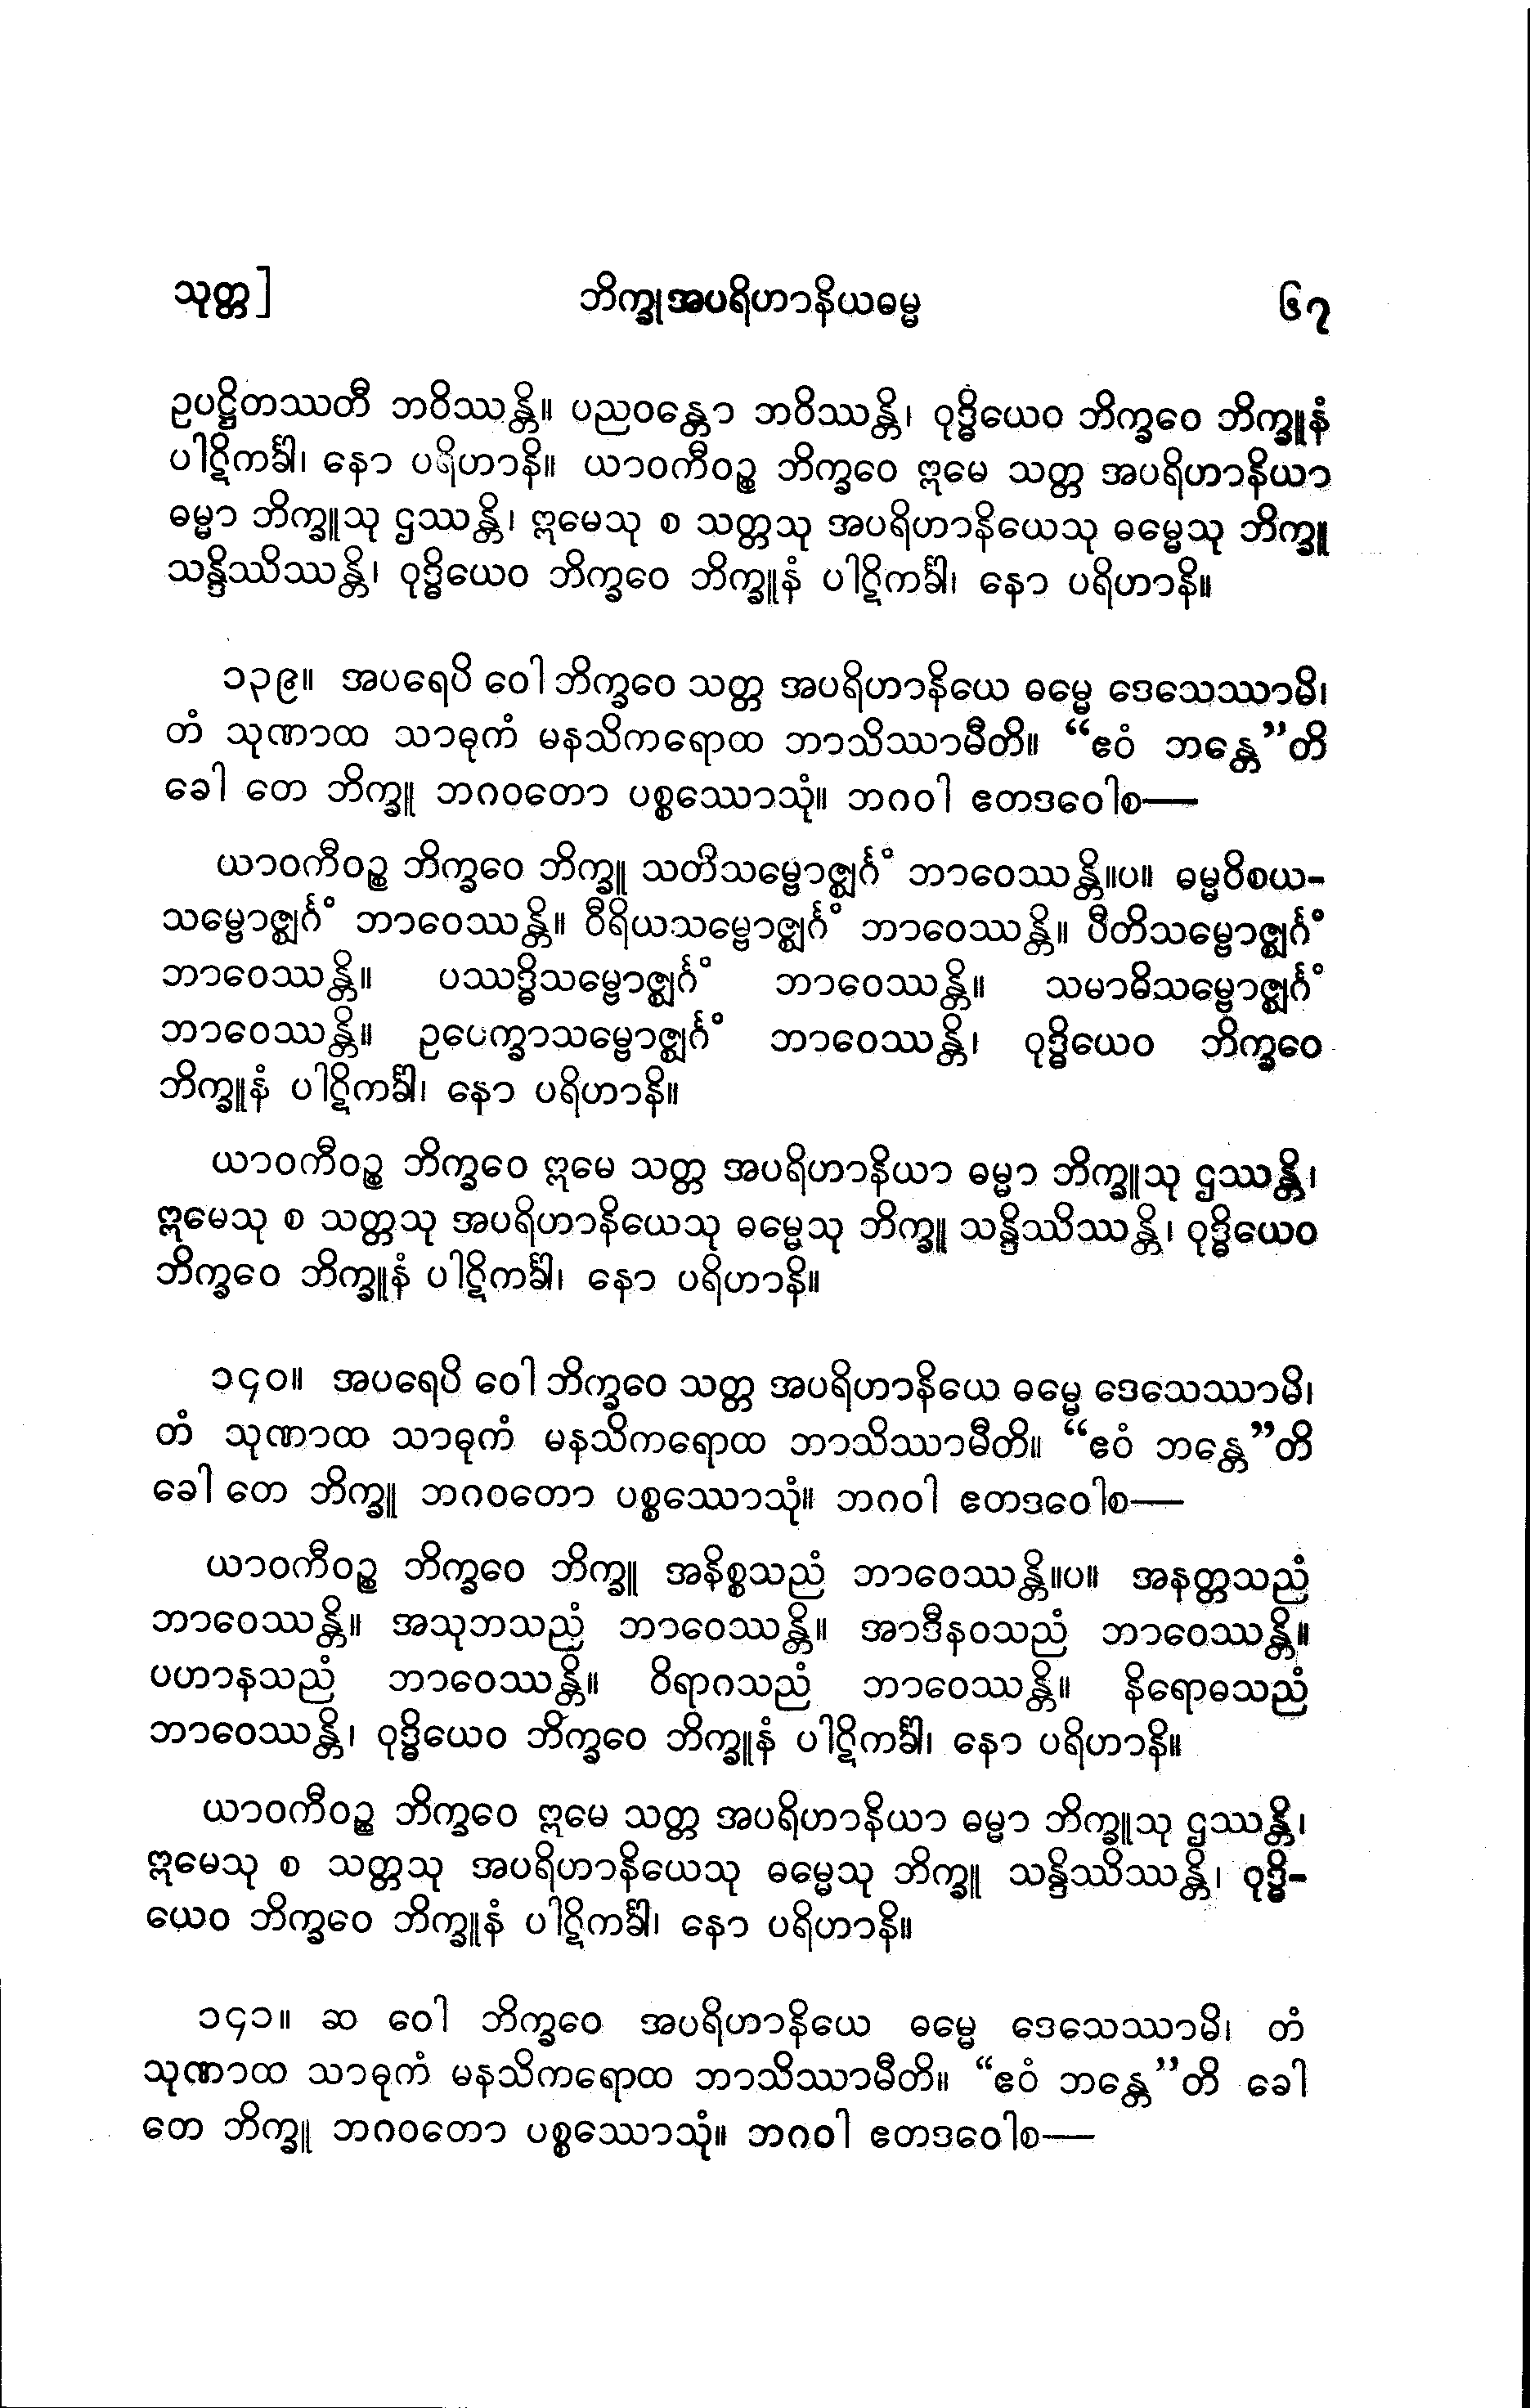 သုတ္တ] ဘိက္ခုအပရိဟာနိယဓမ္မ ၆၇
ဥပဋ္ဌိတဿတီ ဘဝိဿန္တိ။ ပညဝန္တော ဘဝိဿန္တိ၊ ဝုဒ္ဓိယေဝ ဘိက္ခဝေ ဘိက္ခူနံ
ပါဋိကင်္ခါ၊ နော ပရိဟာနိ။ ယာဝကီဝဉ္စ ဘိက္ခဝေ ဣမေ သတ္တ အပရိဟာနိယာ
ဓမ္မာ ဘိက္ခူသု ဌဿန္တိ၊ ဣမေသု စ သတ္တသု အပရိဟာနိယေသု ဓမ္မေသု ဘိက္ခူ
သန္ဒိဿိဿန္တိ၊ ဝုဒ္ဓိယေဝ ဘိက္ခဝေ ဘိက္ခူနံ ပါဋိကင်္ခါ၊ နော ပရိဟာနိ။
၁၃၉။ အပရေပိ ဝေါ ဘိက္ခဝေ သတ္တ အပရိဟာနိယေ ဓမ္မေ ဒေသေဿာမိ၊
တံ သုဏာထ သာဓုကံ မနသိကရောထ ဘာသိဿာမီတိ။ “ဧဝံ ဘန္တေ”တိ
ခေါ တေ ဘိက္ခူ ဘဂဝတော ပစ္စဿောသုံ။ ဘဂဝါ ဧတဒဝေါစ—
ယာဝကီဝဉ္စ ဘိက္ခဝေ ဘိက္ခူ သတိသမ္ဗောဇ္ဈင်္ဂံ ဘာဝေဿန္တိ။ပ။ ဓမ္မဝိစယ-
သမ္ဗောဇ္ဈင်္ဂံ ဘာဝေဿန္တိ။ ဝီရိယသမ္ဗောဇ္ဈင်္ဂံ ဘာဝေဿန္တိ။ ပီတိသမ္ဗောဇ္ဈင်္ဂံ
ဘာဝေဿန္တိ။ ပဿဒ္ဓိသမ္ဗောဇ္ဈင်္ဂံ ဘာဝေဿန္တိ။ သမာဓိသမ္ဗောဇ္ဈင်္ဂံ
ဘာဝေဿန္တိ။ ဥပေက္ခာသမ္ဗောဇ္ဈင်္ဂံ ဘာဝေဿန္တိ၊ ဝုဒ္ဓိယေဝ ဘိက္ခဝေ
ဘိက္ခူနံ ပါဋိကင်္ခါ၊ နော ပရိဟာနိ။
ယာဝကီဝဉ္စ ဘိက္ခဝေ ဣမေ သတ္တ အပရိဟာနိယာ ဓမ္မာ ဘိက္ခူသု ဌဿန္တိ၊
ဣမေသု စ သတ္တသု အပရိဟာနိယေသု ဓမ္မေသု ဘိက္ခူ သန္ဒိဿိဿန္တိ၊ ဝုဒ္ဓိယေဝ
ဘိက္ခဝေ ဘိက္ခူနံ ပါဋိကင်္ခါ၊ နော ပရိဟာနိ။
၁၄၀။ အပရေပိ ဝေါ ဘိက္ခဝေ သတ္တ အပရိဟာနိယေ ဓမ္မေ ဒေသေဿာမိ၊
တံ သုဏာထ သာဓုကံ မနသိကရောထ ဘာသိဿာမီတိ။ “ဧဝံ ဘန္တေ”တိ
ခေါ တေ ဘိက္ခူ ဘဂဝတော ပစ္စဿောသုံ။ ဘဂဝါ ဧတဒဝေါစ—
ယာဝကီဝဉ္စ ဘိက္ခဝေ ဘိက္ခူ အနိစ္စသညံ ဘာဝေဿန္တိ။ပ။ အနတ္တသညံ
ဘာဝေဿန္တိ။ အသုဘသညံ ဘာဝေဿန္တိ။ အာဒီနဝသညံ ဘာဝေဿန္တိ။
ပဟာနသညံ ဘာဝေဿန္တိ။ ဝိရာဂသညံ ဘာဝေဿန္တိ။ နိရောဓသညံ
ဘာဝေဿန္တိ၊ ဝုဒ္ဓိယေဝ ဘိက္ခဝေ ဘိက္ခူနံ ပါဋိကင်္ခါ၊ နော ပရိဟာနိ။
ယာဝကီဝဉ္စ ဘိက္ခဝေ ဣမေ သတ္တ အပရိဟာနိယာ ဓမ္မာ ဘိက္ခူသု ဌဿန္တိ၊
ဣမေသု စ သတ္တသု အပရိဟာနိယေသု ဓမ္မေသု ဘိက္ခူ သန္ဒိဿိဿန္တိ၊ ဝုဒ္ဓိ-
ယေဝ ဘိက္ခဝေ ဘိက္ခူနံ ပါဋိကင်္ခါ၊ နော ပရိဟာနိ။
၁၄၁။ ဆ ဝေါ ဘိက္ခဝေ အပရိဟာနိယေ ဓမ္မေ ဒေသေဿာမိ၊ တံ
သုဏာထ သာဓုကံ မနသိကရောထ ဘာသိဿာမီတိ။ “ဧဝံ ဘန္တေ”တိ ခေါ
တေ ဘိက္ခူ ဘဂဝတော ပစ္စဿောသုံ။ ဘဂဝါ ဧတဒဝေါစ—